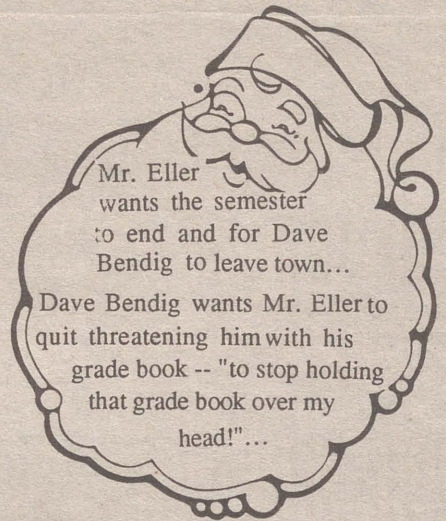 Mr. Eller
wants the semester
to end and for Dave
Bendig to leave town...
Dave Bendig wants Mr. Eller to
quit threatening him with his
grade book -- "to stop holding
that grade book over my
head!"...